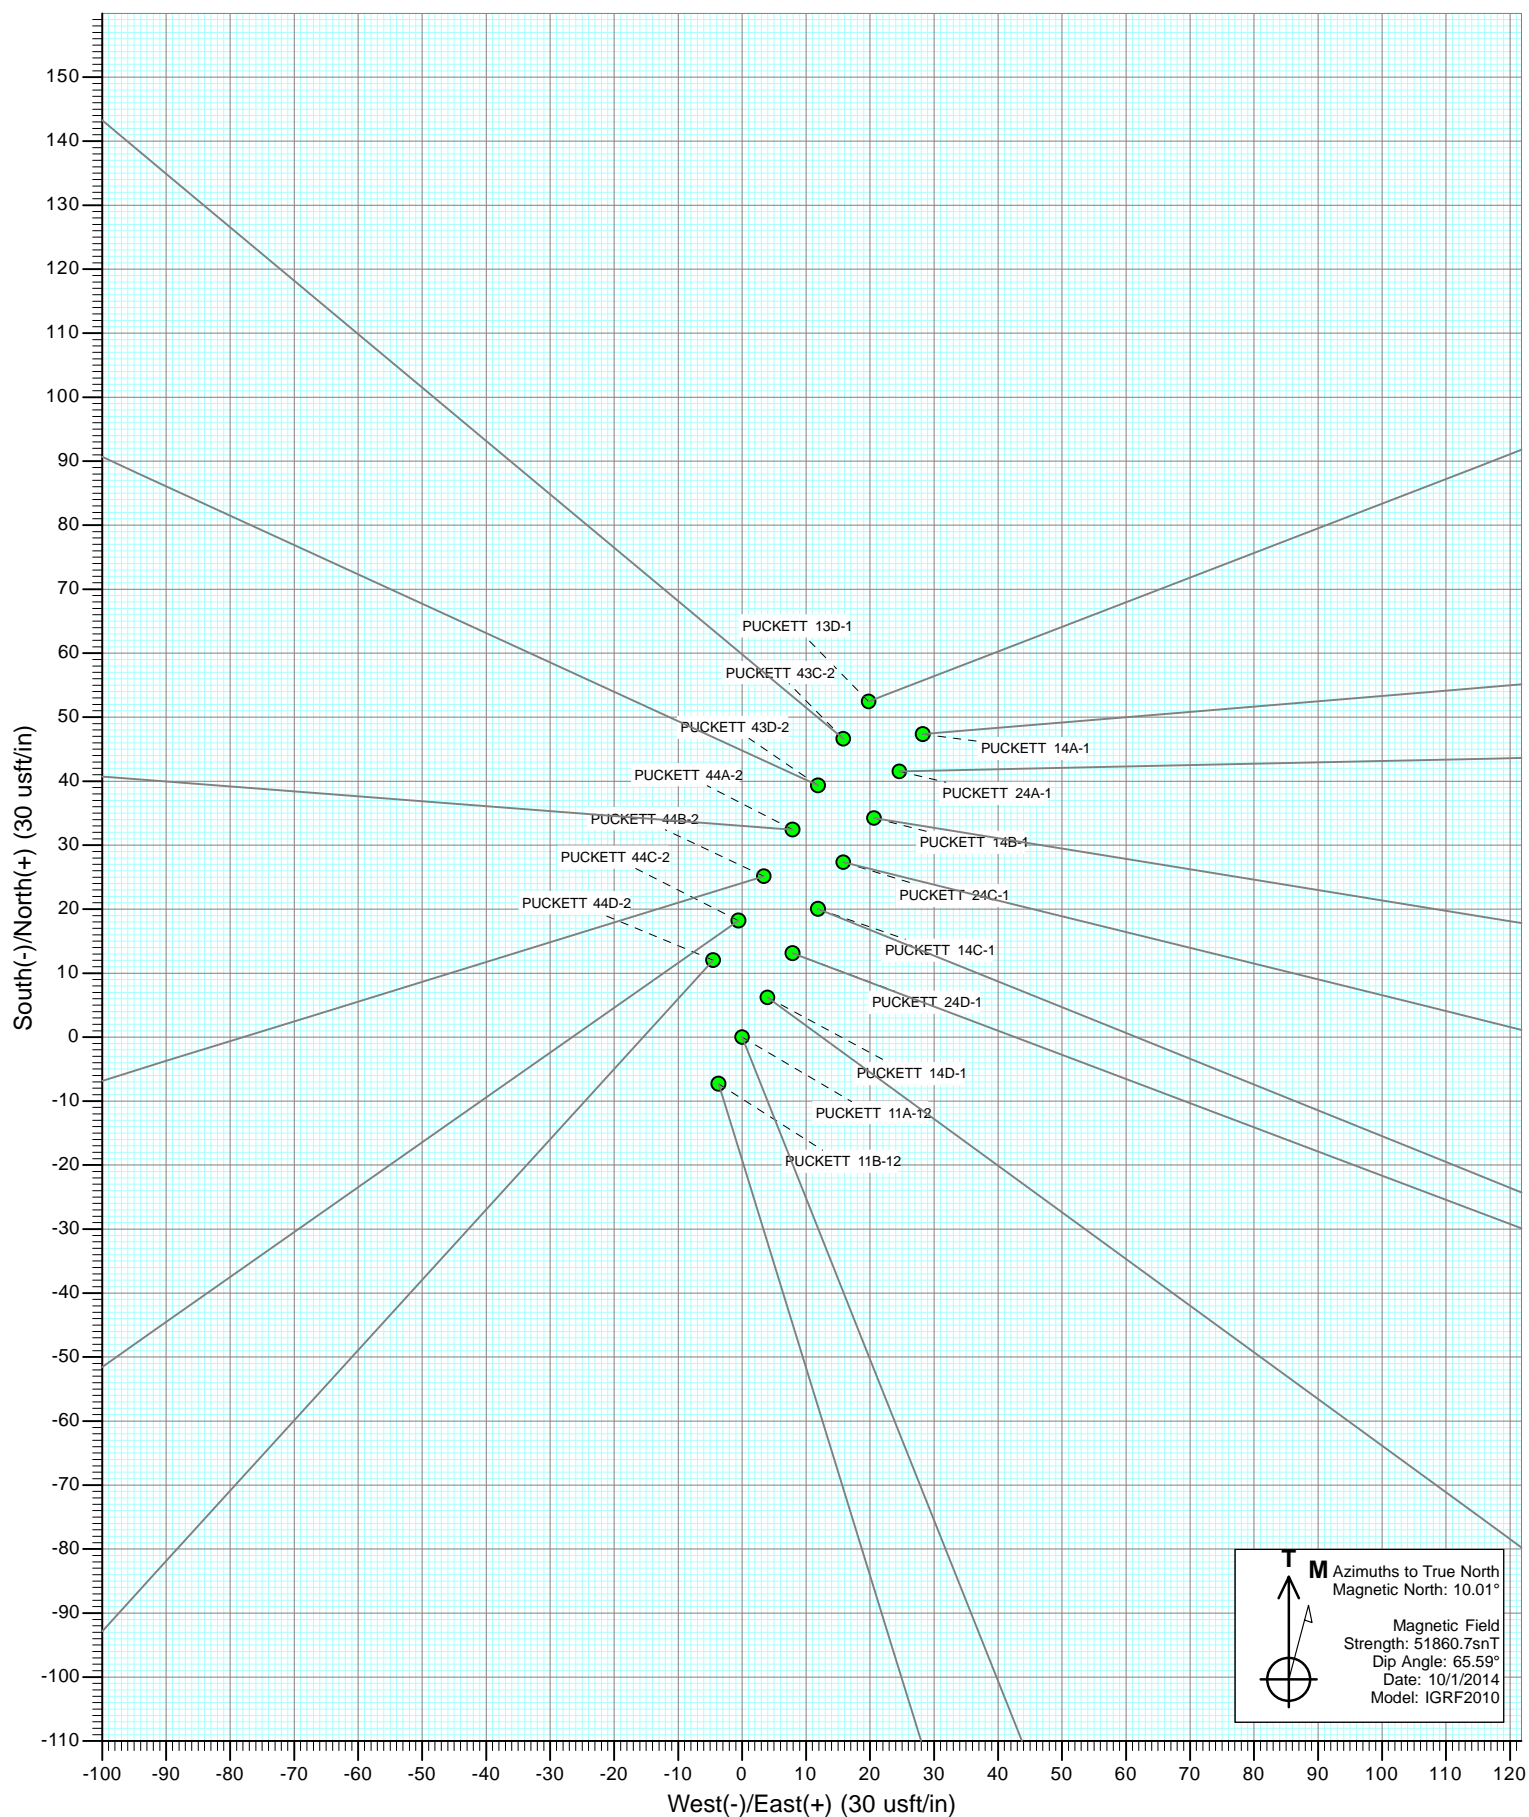 150
140
130
120
110
100
90
80
70
60
50
40
30
20
10
0
-10
-20
-30
-40
-50
-60
-70
-80
-90
-100
-110
South(-)/North(+) (30 usft/in)
PUCKETT 13D-1
PUCKETT 43C-2
PUCKETT 43D-2
PUCKETT 14A-1
PUCKETT 44A-2
PUCKETT 24A-1
PUCKETT 44B-2
PUCKETT 14B-1
PUCKETT 44C-2
PUCKETT 24C-1
PUCKETT 44D-2
PUCKETT 14C-1
PUCKETT 24D-1
PUCKETT 14D-1
PUCKETT 11A-12
PUCKETT 11B-12
T
M
Azimuths to True North
Magnetic North: 10.01°
Magnetic Field
Strength: 51860.7snT
Dip Angle: 65.59°
Date: 10/1/2014
Model: IGRF2010
-100 -90 -80 -70 -60 -50 -40 -30 -20 -10 0 10 20 30 40 50 60 70 80 90 100 110 120
West(-)/East(+) (30 usft/in)